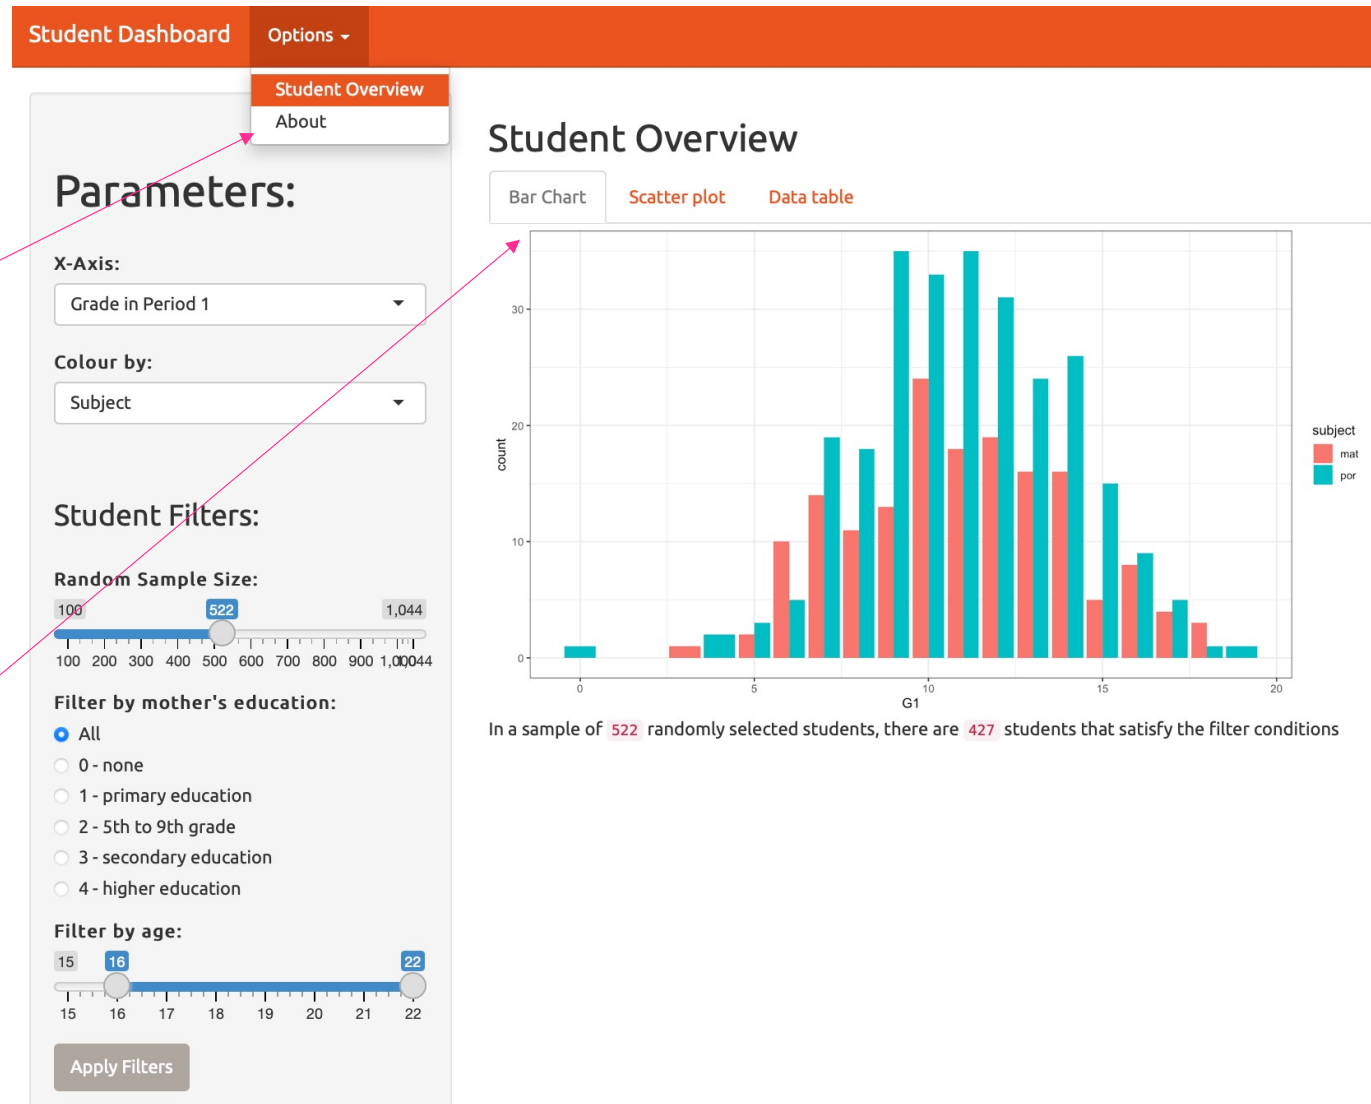 Student Dashboard Options
Student Overview
About
Parameters:
X-Axis:
Grade in Period 1
Colour by:
Subject
Student Filters:
Random Sample Size:
100 522 1,044
100 200 300 400 500 600 700 800 900 1,000 1,044
Filter by mother's education:
All
0 - none
1 - primary education
2 - 5th to 9th grade
3 - secondary education
4 - higher education
Filter by age:
15 16 22
15 16 17 18 19 20 21 22
Apply Filters
Student Overview
Bar Chart Scatter plot Data table
30
20
10
0
count
0 5 10 15 20
G1
subject
mat
por
In a sample of 522 randomly selected students, there are 427 students that satisfy the filter conditions